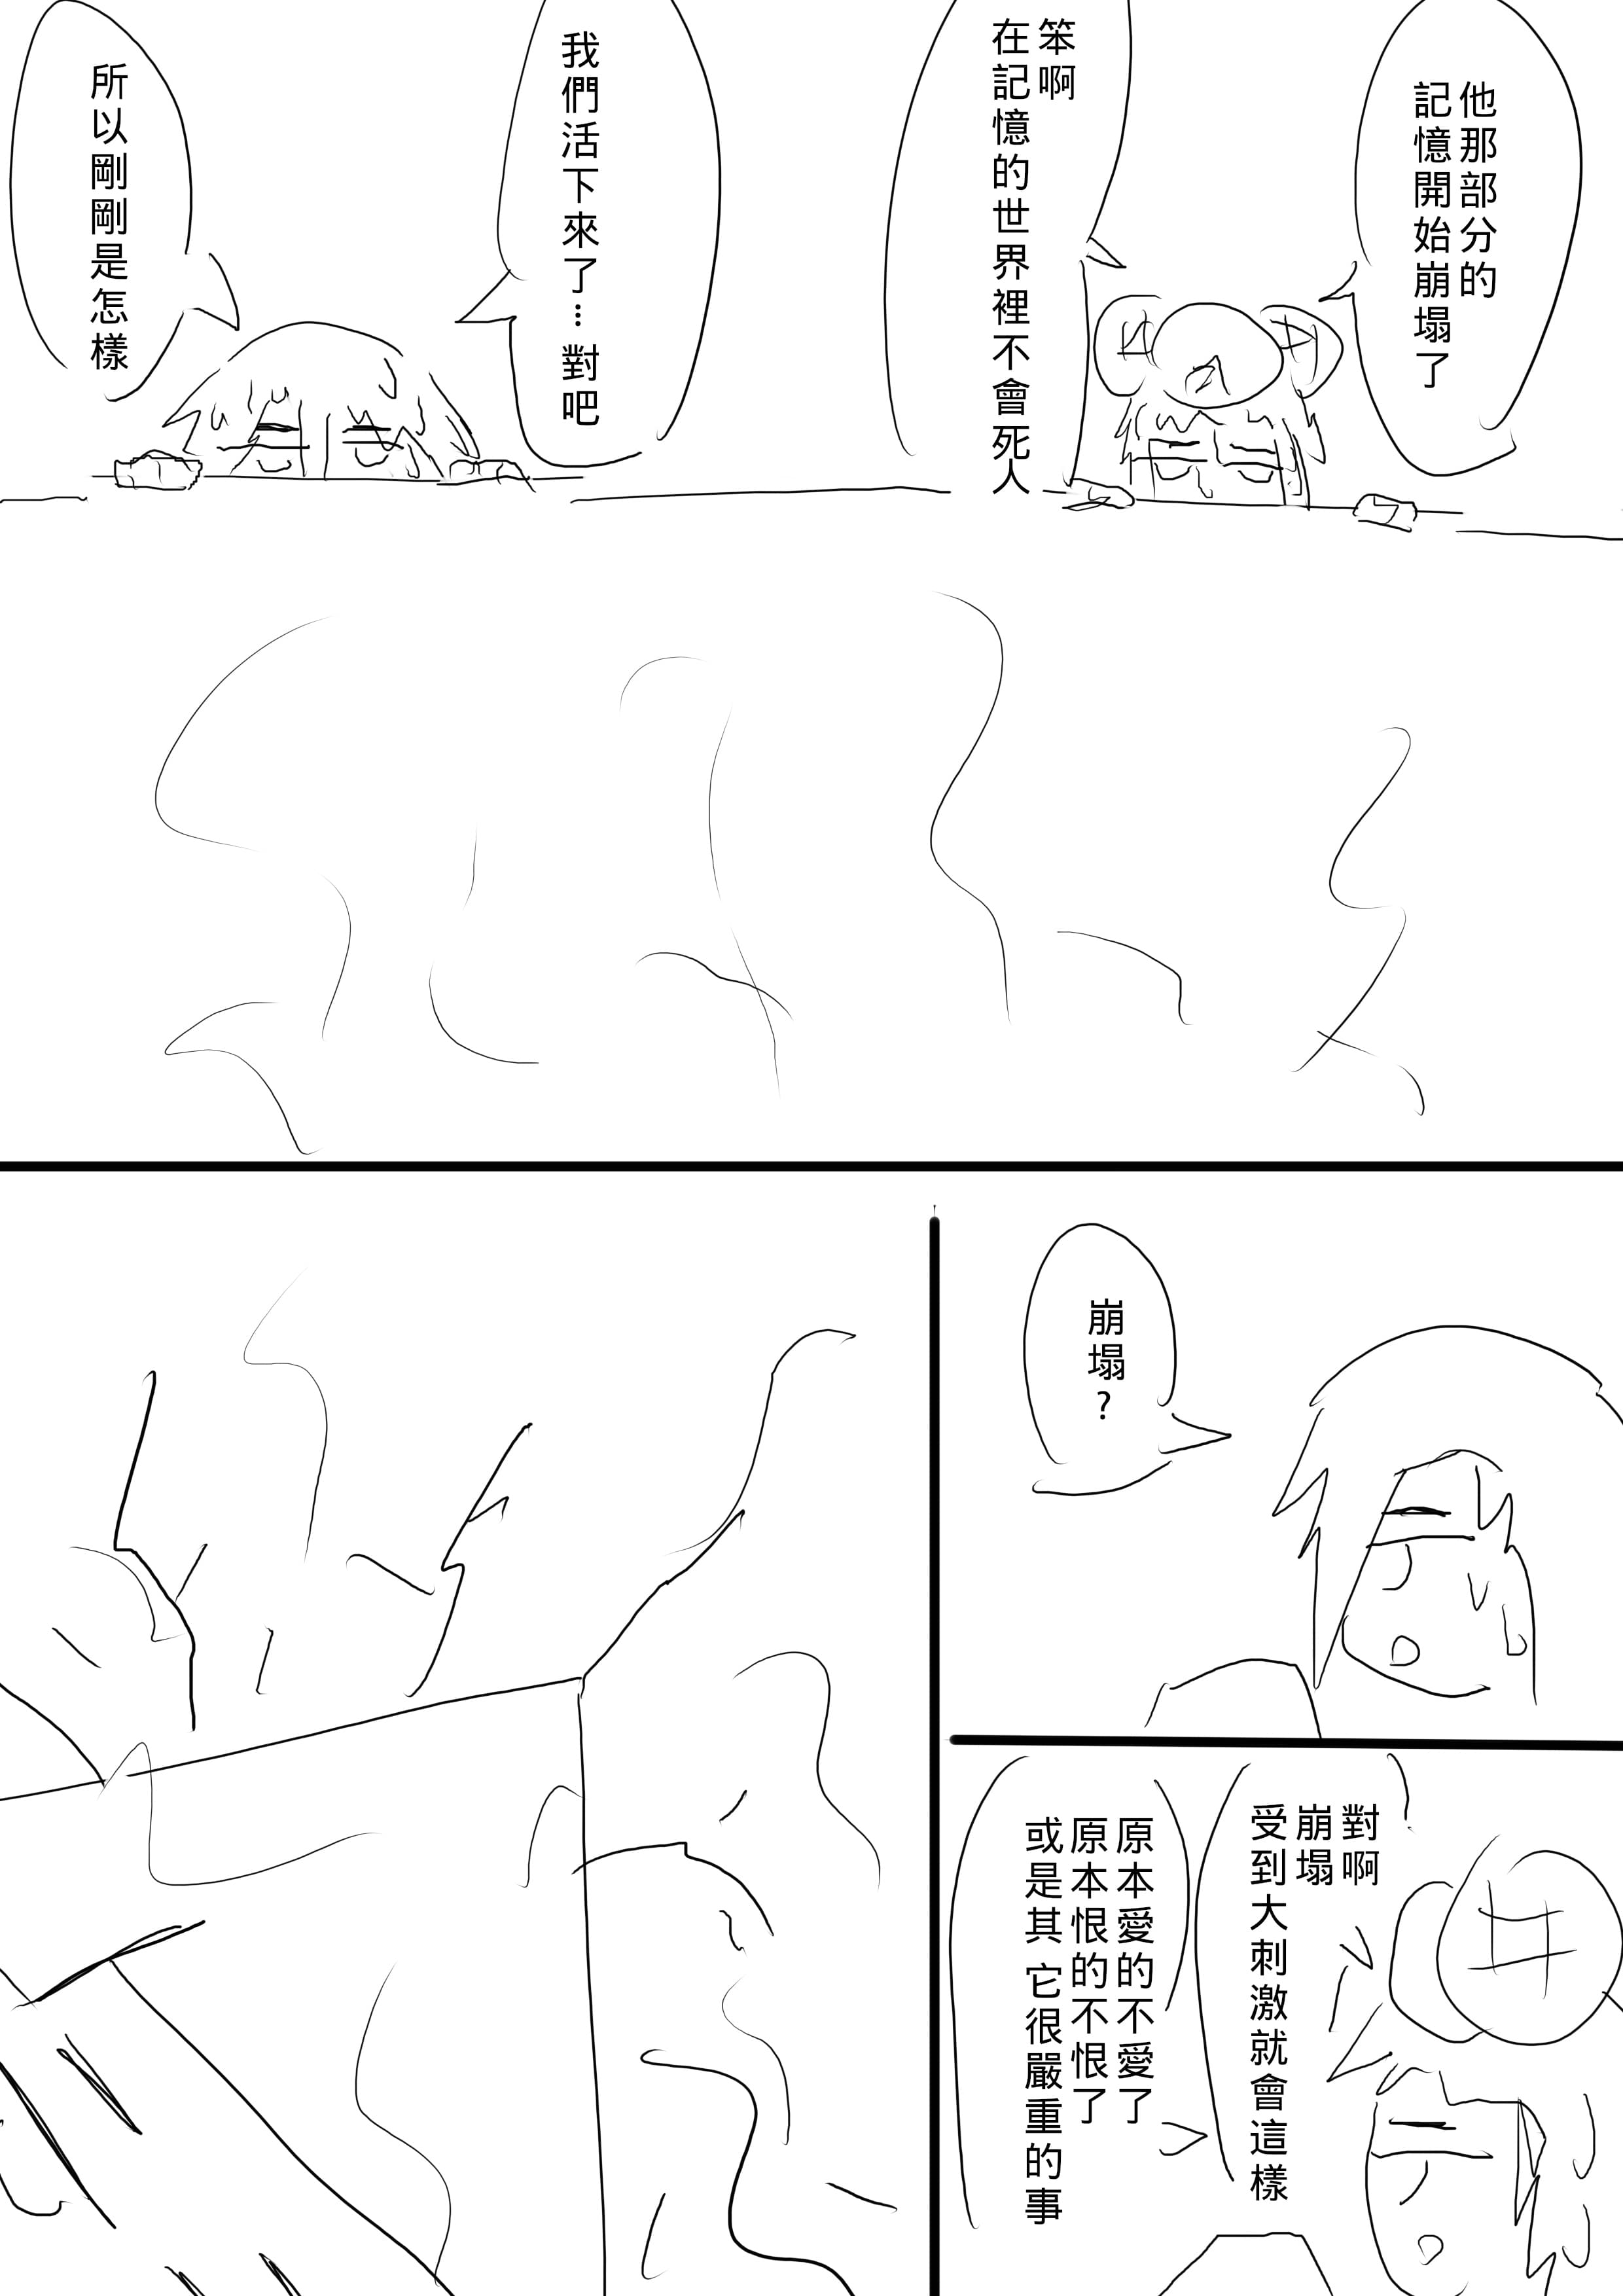 他那部分的
記憶開始崩塌了
笨啊
在記憶的世界裡不會死人
我們活下來了…對吧
所以剛剛是怎樣
崩塌？
對啊
崩塌
受到大刺激就會這樣
原本愛的不愛了
原本恨的不恨了
或是其它很嚴重的事